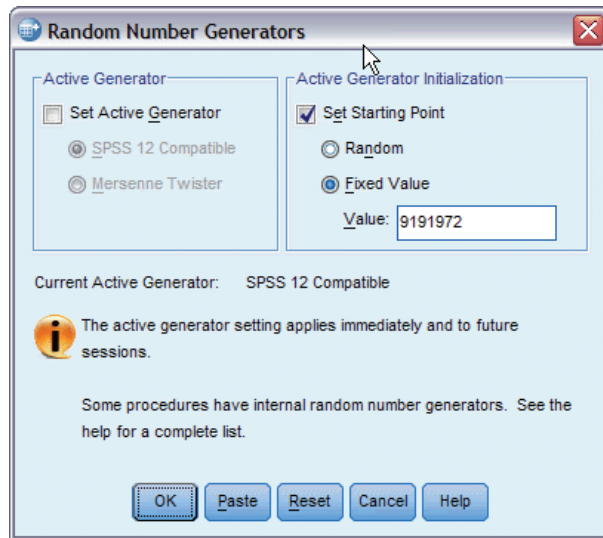 Random Number Generators
Active Generator
Set Active Generator
SPSS 12 Compatible
Mersenne Twister
Active Generator Initialization
Set Starting Point
Random
Fixed Value
Value: 9191972
Current Active Generator: SPSS 12 Compatible
The active generator setting applies immediately and to future
sessions.
Some procedures have internal random number generators. See the
help for a complete list.
OK Paste Reset Cancel Help